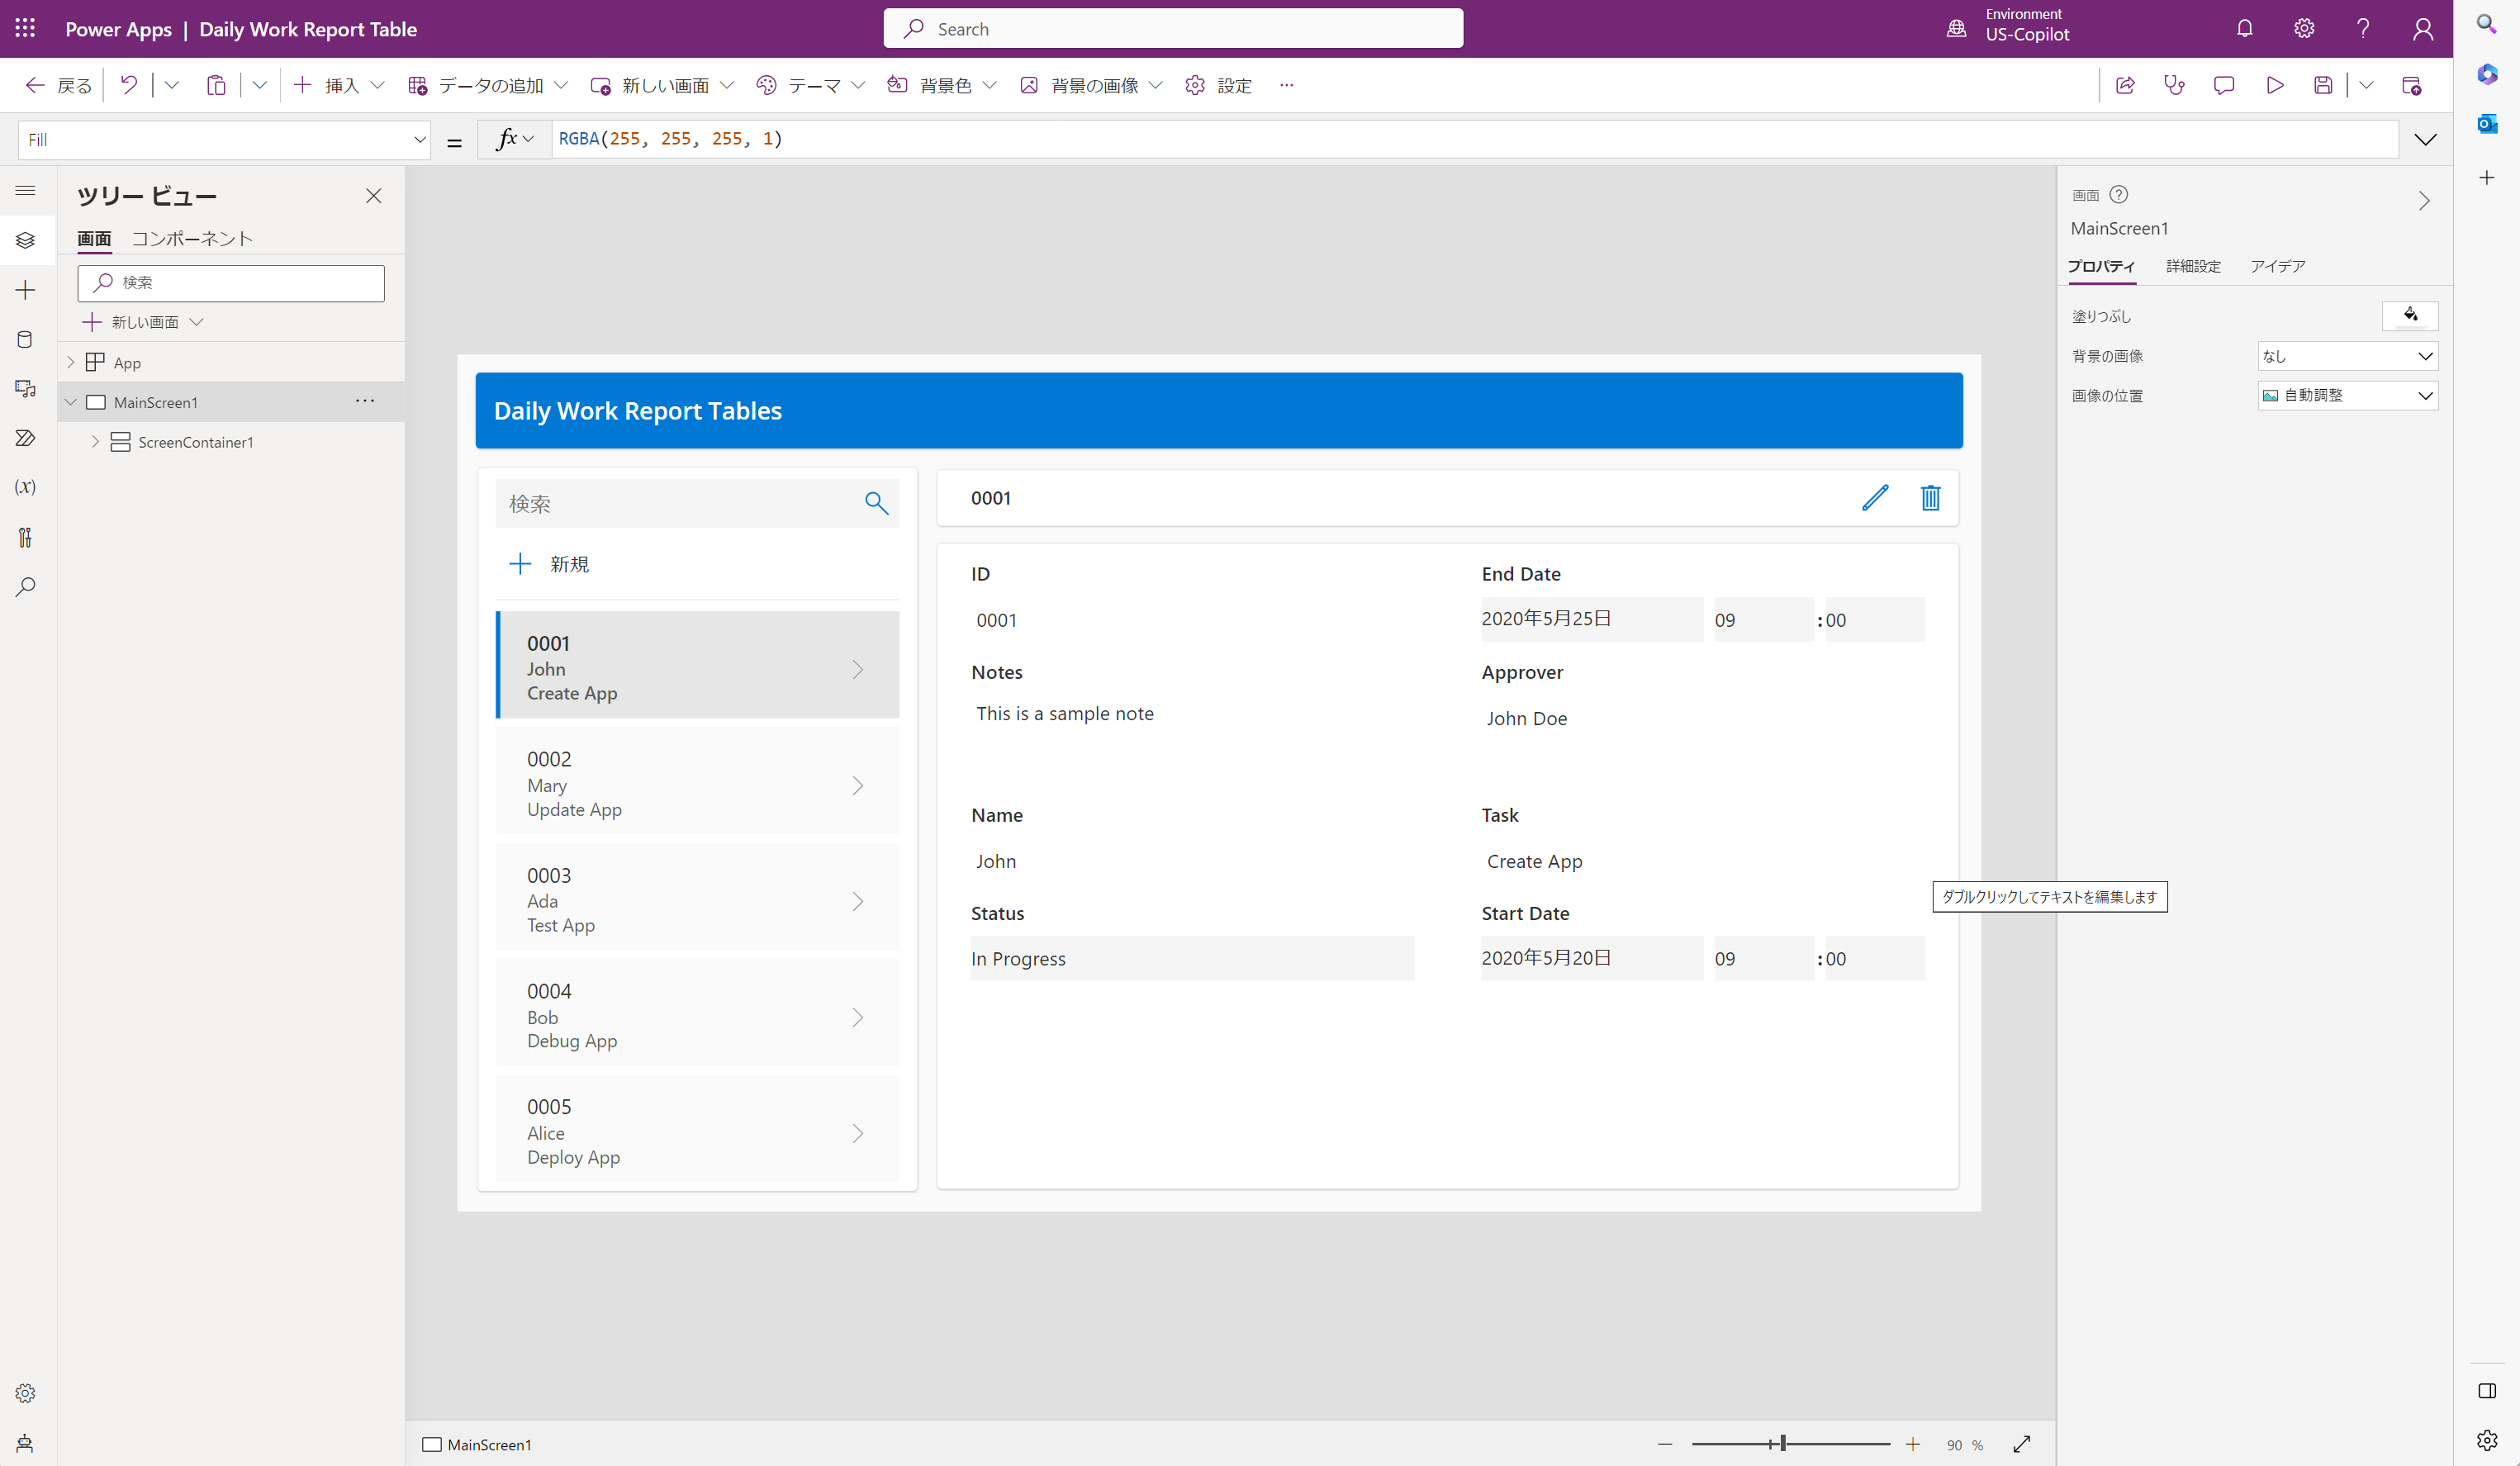 Power Apps | Daily Work Report Table
Search
Environment
US-Copilot
戻る
挿入
データの追加
新しい画面
テーマ
背景色
背景の画像
設定
...
Fill
=
fx
RGBA(255, 255, 255, 1)
ツリー ビュー
画面
コンポーネント
検索
新しい画面
App
MainScreen1
...
ScreenContainer1
(x)
Daily Work Report Tables
検索
新規
0001
John
Create App
0002
Mary
Update App
0003
Ada
Test App
0004
Bob
Debug App
0005
Alice
Deploy App
0001
ID
0001
End Date
2020年5月25日
09
:00
Notes
This is a sample note
Approver
John Doe
Name
John
Task
Create App
Status
In Progress
Start Date
2020年5月20日
09
:00
ダブルクリックしてテキストを編集します
画面
MainScreen1
プロパティ
詳細設定
アイデア
塗りつぶし
背景の画像
なし
画像の位置
自動調整
MainScreen1
90 %